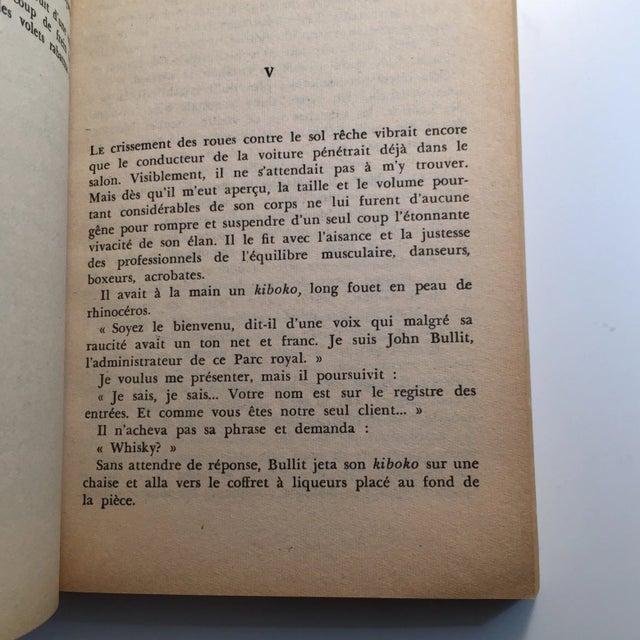 coup de
les volets
V
LE crissement des roues contre le sol rêche vibrait encore
que le conducteur de la voiture pénétrait déjà dans le
salon. Visiblement, il ne s'attendait pas à m'y trouver.
Mais dès qu'il m'eut aperçu, la taille et le volume pour-
tant considérables de son corps ne lui furent d'aucune
gêne pour rompre et suspendre d'un seul coup l'étonnante
vivacité de son élan. Il le fit avec l'aisance et la justesse
des professionnels de l'équilibre musculaire, danseurs,
boxeurs, acrobates.
Il avait à la main un kiboko, long fouet en peau de
rhinocéros.
« Soyez le bienvenu, dit-il d'une voix qui malgré sa
raucité avait un ton net et franc. Je suis John Bullit,
l'administrateur de ce Parc royal. »
Je voulus me présenter, mais il poursuivit :
« Je sais, je sais... Votre nom est sur le registre des
entrées. Et comme vous êtes notre seul client... »
Il n'acheva pas sa phrase et demanda :
« Whisky? »
Sans attendre de réponse, Bullit jeta son kiboko sur une
chaise et alla vers le coffret à liqueurs placé au fond de
la pièce.